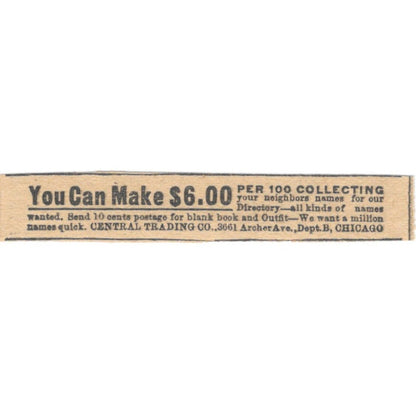 You Can Make $6.00 PER 100 COLLECTING
your neighbors names for our
Directory—all kinds of names
wanted. Send 10 cents postage for blank book and Outfit—We want a million
names quick. CENTRAL TRADING CO., 3661 Archer Ave., Dept. B, CHICAGO